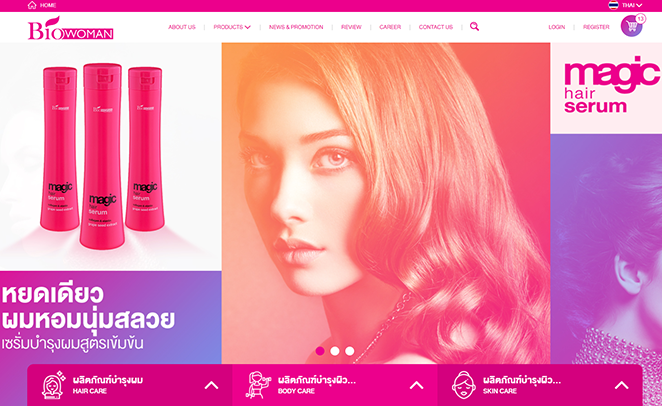 HOME
THAI
BioWOMAN
ABOUT US
PRODUCTS
NEWS & PROMOTION
REVIEW
CAREER
CONTACT US
LOGIN
REGISTER
13
magic
hair
serum
magic
hair
serum
magic
hair
serum
magic
hair
serum
หยดเดียว
ผมหอมนุ่มสลวย
เซรั่มบำรุงผมสูตรเข้มข้น
ผลิตภัณฑ์บำรุงผม
HAIR CARE
ผลิตภัณฑ์บำรุงผิว...
BODY CARE
ผลิตภัณฑ์บำรุงผิว...
SKIN CARE